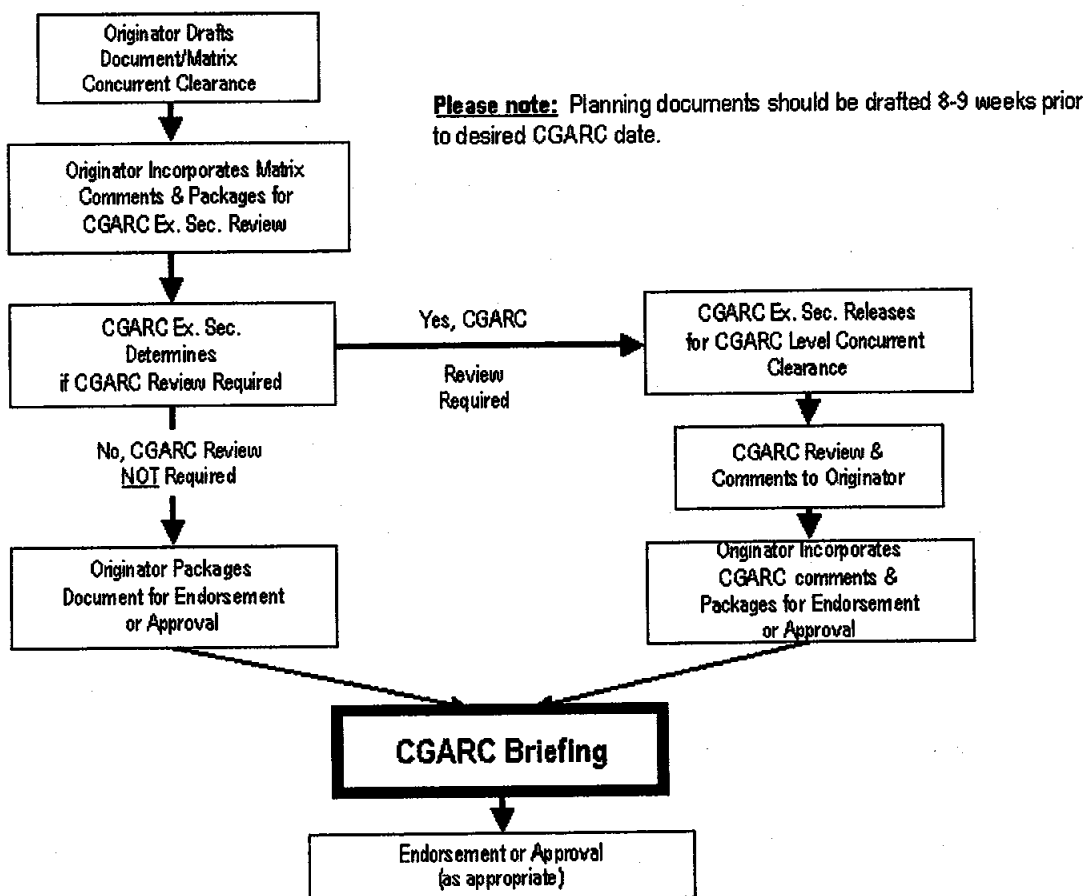 Originator Drafts
Document/Matrix
Concurrent Clearance
Please note: Planning documents should be drafted 8-9 weeks prior
to desired CGARC date.
Originator Incorporates Matrix
Comments & Packages for
CGARC Ex. Sec. Review
CGARC Ex. Sec.
Determines
if CGARC Review Required
Yes, CGARC
Review
Required
CGARC Ex. Sec. Releases
for CGARC Level Concurrent
Clearance
No, CGARC Review
NOT Required
CGARC Review &
Comments to Originator
Originator Packages
Document for Endorsement
or Approval
Originator Incorporates
CGARC comments &
Packages for Endorsement
or Approval
CGARC Briefing
Endorsement or Approval
(as appropriate)